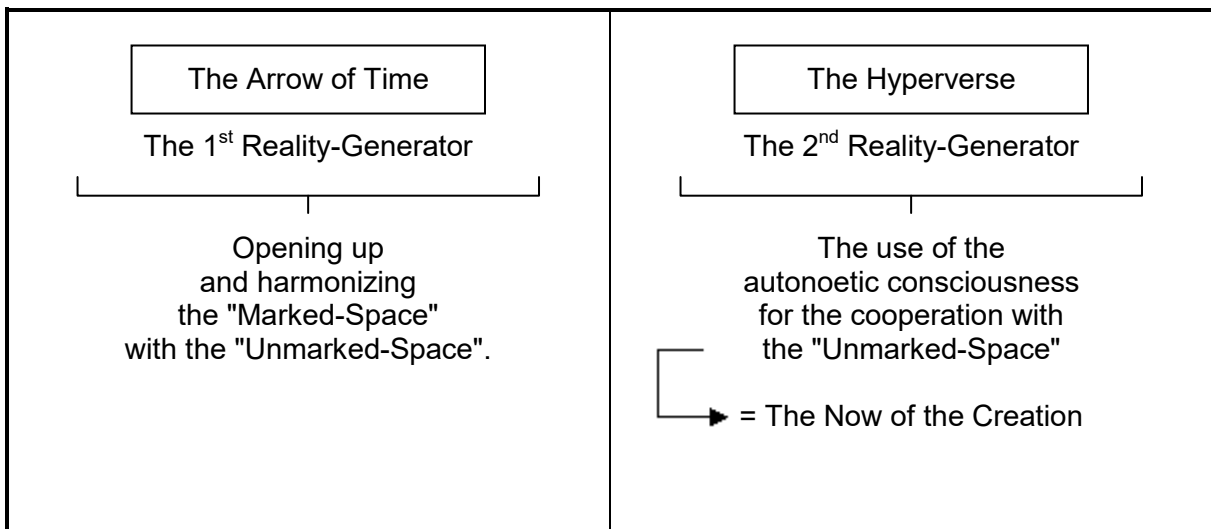 The Arrow of Time
The 1st Reality-Generator
Opening up
and harmonizing
the "Marked-Space"
with the "Unmarked-Space".
The Hyperverse
The 2nd Reality-Generator
The use of the
autonoetic consciousness
for the cooperation with
the "Unmarked-Space"
= The Now of the Creation